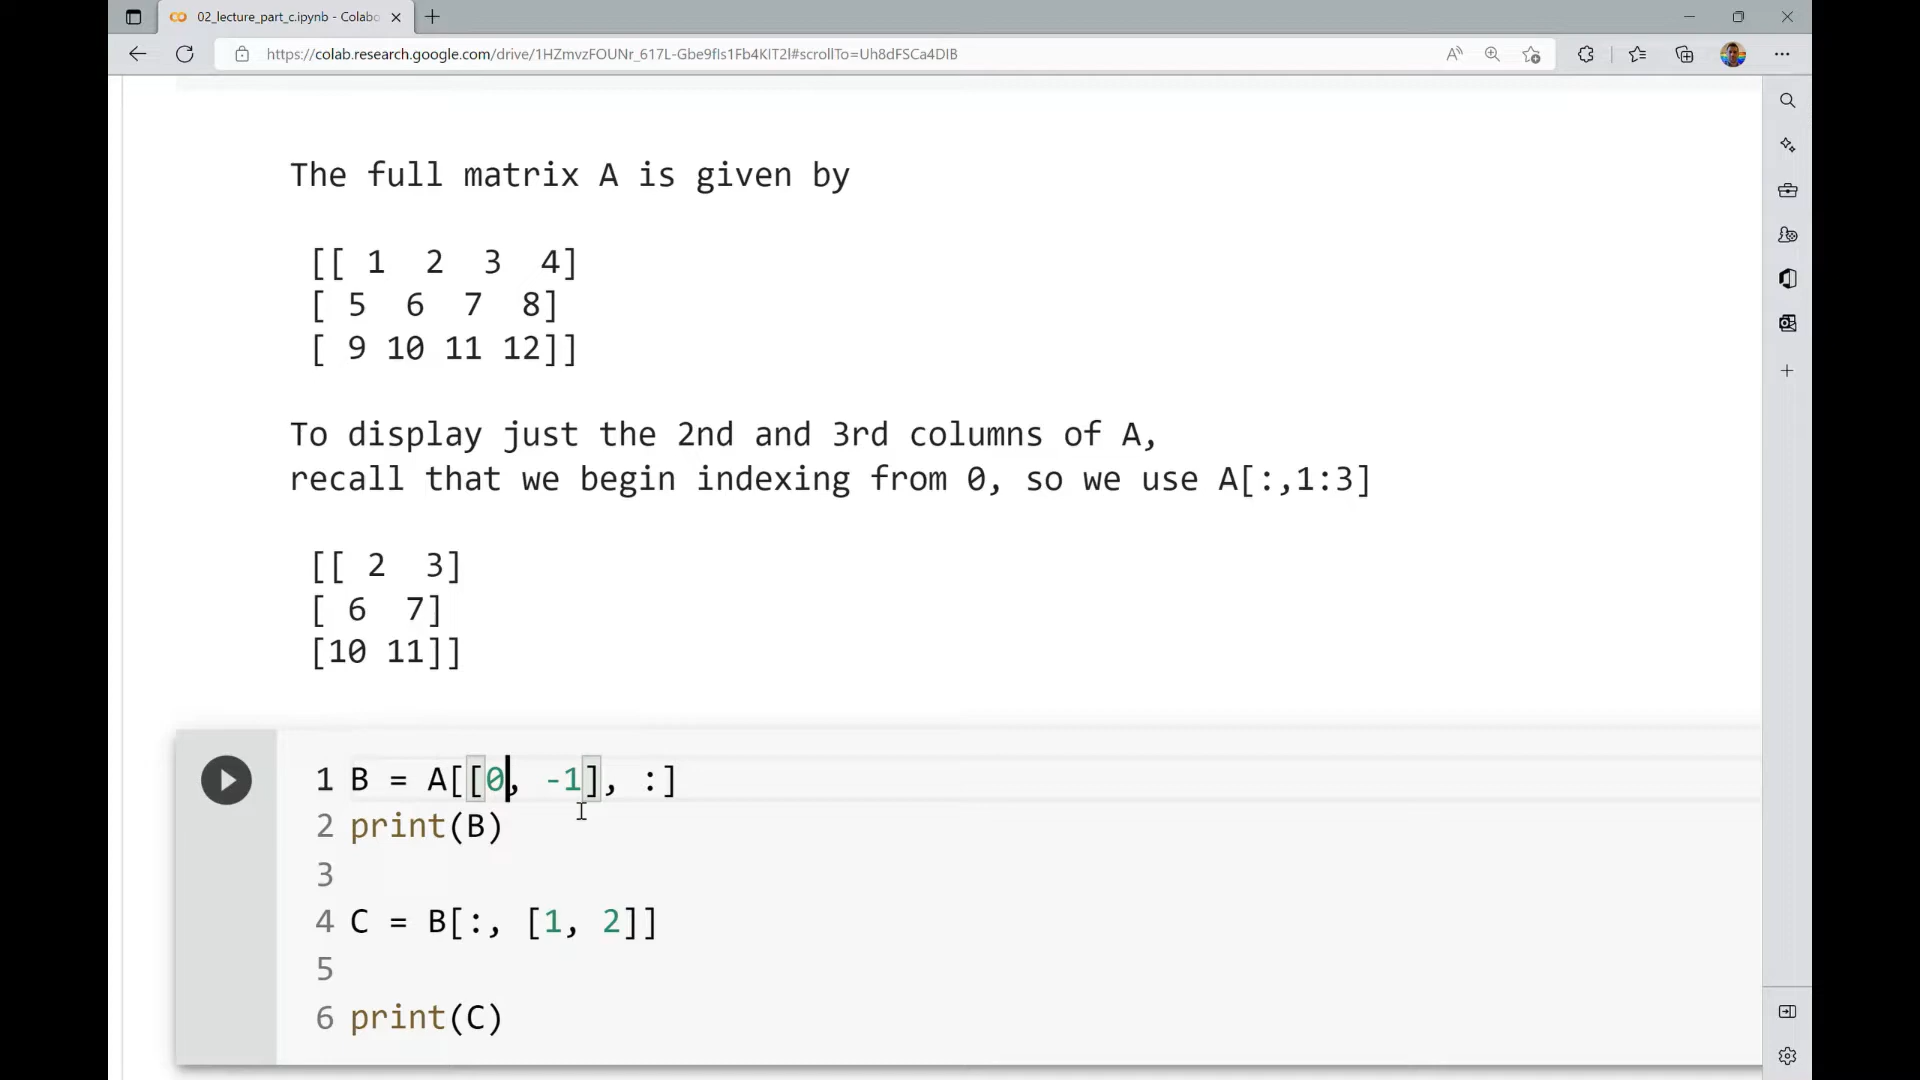 02_lecture_part_c.ipynb - Colabo
https://colab.research.google.com/drive/1HZmvzFOUNr_617L-Gbe9fIs1Fb4KIT2I#scrollTo=Uh8dFSCa4DIB
The full matrix A is given by
[[ 1 2 3 4]
[ 5 6 7 8]
[ 9 10 11 12]]
To display just the 2nd and 3rd columns of A,
recall that we begin indexing from 0, so we use A[:,1:3]
[[ 2 3]
[ 6 7]
[10 11]]
1 B = A[[0, -1], :]
2 print(B)
3
4 C = B[:, [1, 2]]
5
6 print(C)